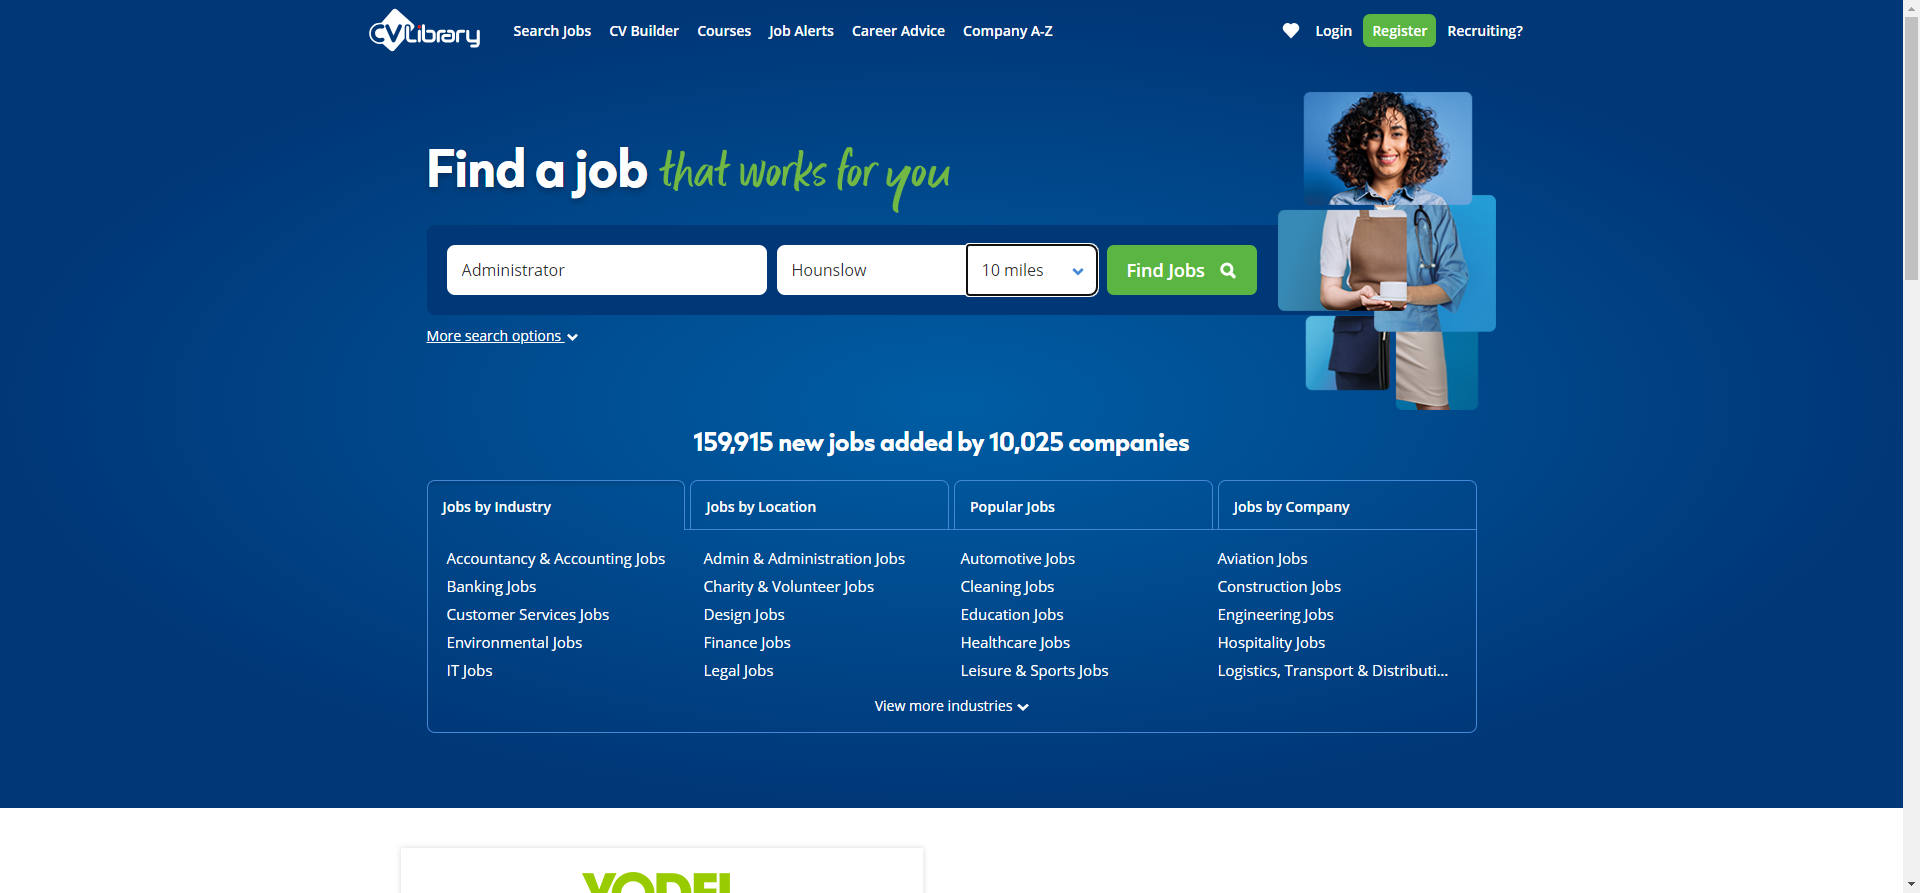 CVLibrary
Search Jobs
CV Builder
Courses
Job Alerts
Career Advice
Company A-Z
Login
Register
Recruiting?
Find a job that works for you
Administrator
Hounslow
10 miles
Find Jobs
More search options
159,915 new jobs added by 10,025 companies
Jobs by Industry
Jobs by Location
Popular Jobs
Jobs by Company
Accountancy & Accounting Jobs
Admin & Administration Jobs
Automotive Jobs
Aviation Jobs
Banking Jobs
Charity & Volunteer Jobs
Cleaning Jobs
Construction Jobs
Customer Services Jobs
Design Jobs
Education Jobs
Engineering Jobs
Environmental Jobs
Finance Jobs
Healthcare Jobs
Hospitality Jobs
IT Jobs
Legal Jobs
Leisure & Sports Jobs
Logistics, Transport & Distributi...
View more industries
YODEL